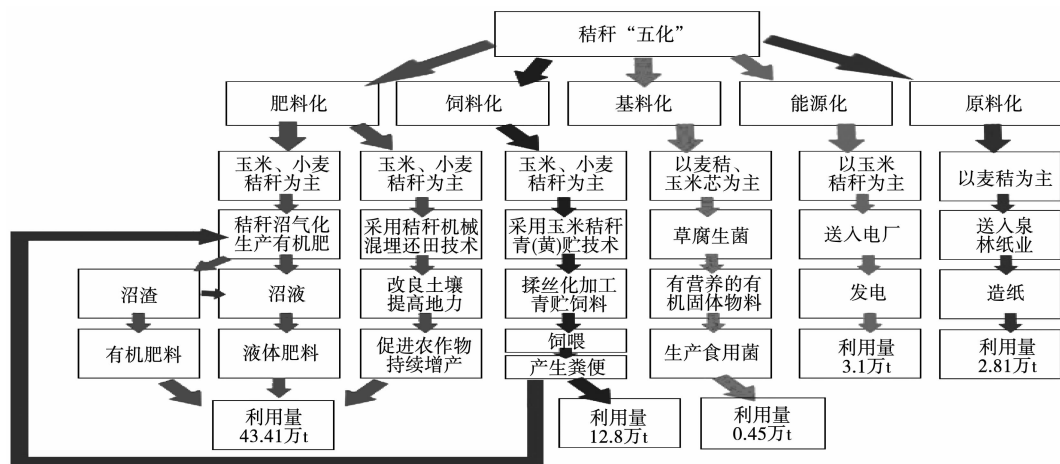 秸秆“五化”
肥料化
饲料化
基料化
能源化
原料化
玉米、小麦
秸秆为主
玉米、小麦
秸秆为主
玉米、小麦
秸秆为主
以麦秸、
玉米芯为主
以玉米
秸秆为主
以麦秸为主
秸秆沼气化
生产有机肥
采用秸秆机械
混埋还田技术
采用玉米秸秆
青(黄)贮技术
草腐生菌
送入电厂
送入泉
林纸业
沼渣
沼液
改良土壤
提高地力
揉丝化加工
青贮饲料
有营养的有
机固体物料
发电
造纸
有机肥料
液体肥料
促进农作物
持续增产
饲喂
产生粪便
生产食用菌
利用量
3.1万t
利用量
2.81万t
利用量
43.41万t
利用量
12.8万t
利用量
0.45万t